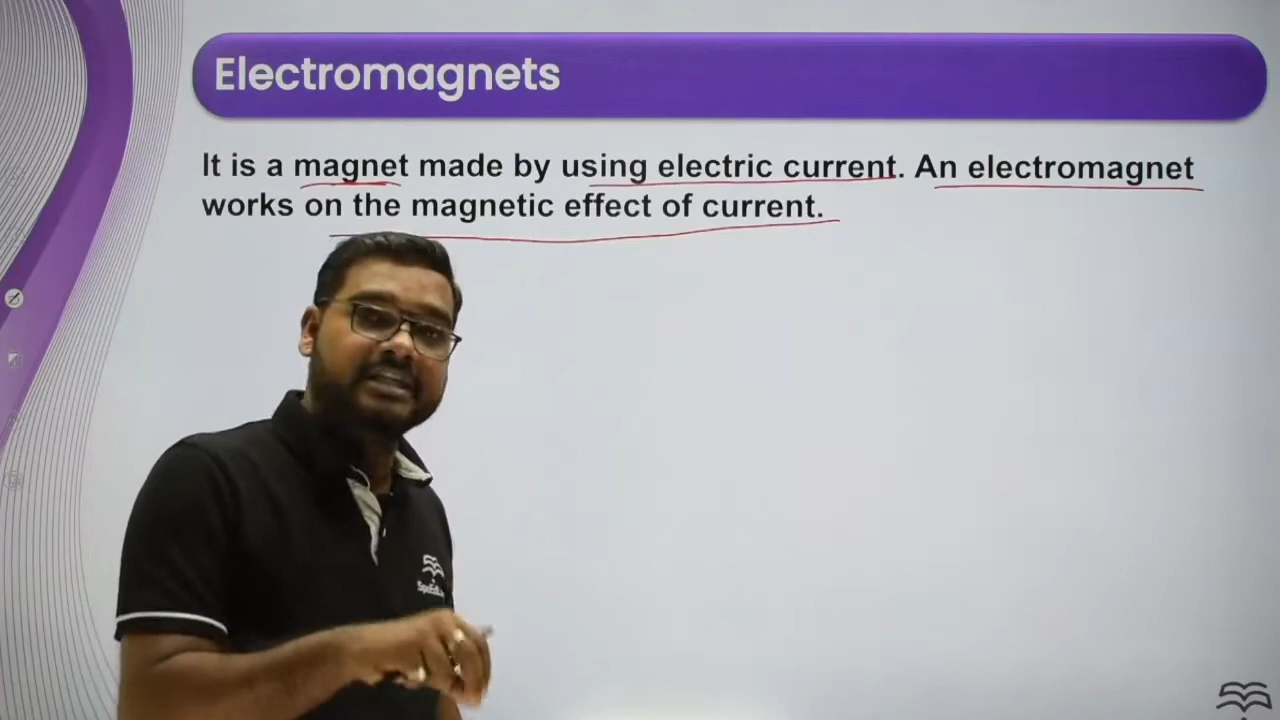 Electromagnets
It is a magnet made by using electric current. An electromagnet
works on the magnetic effect of current.